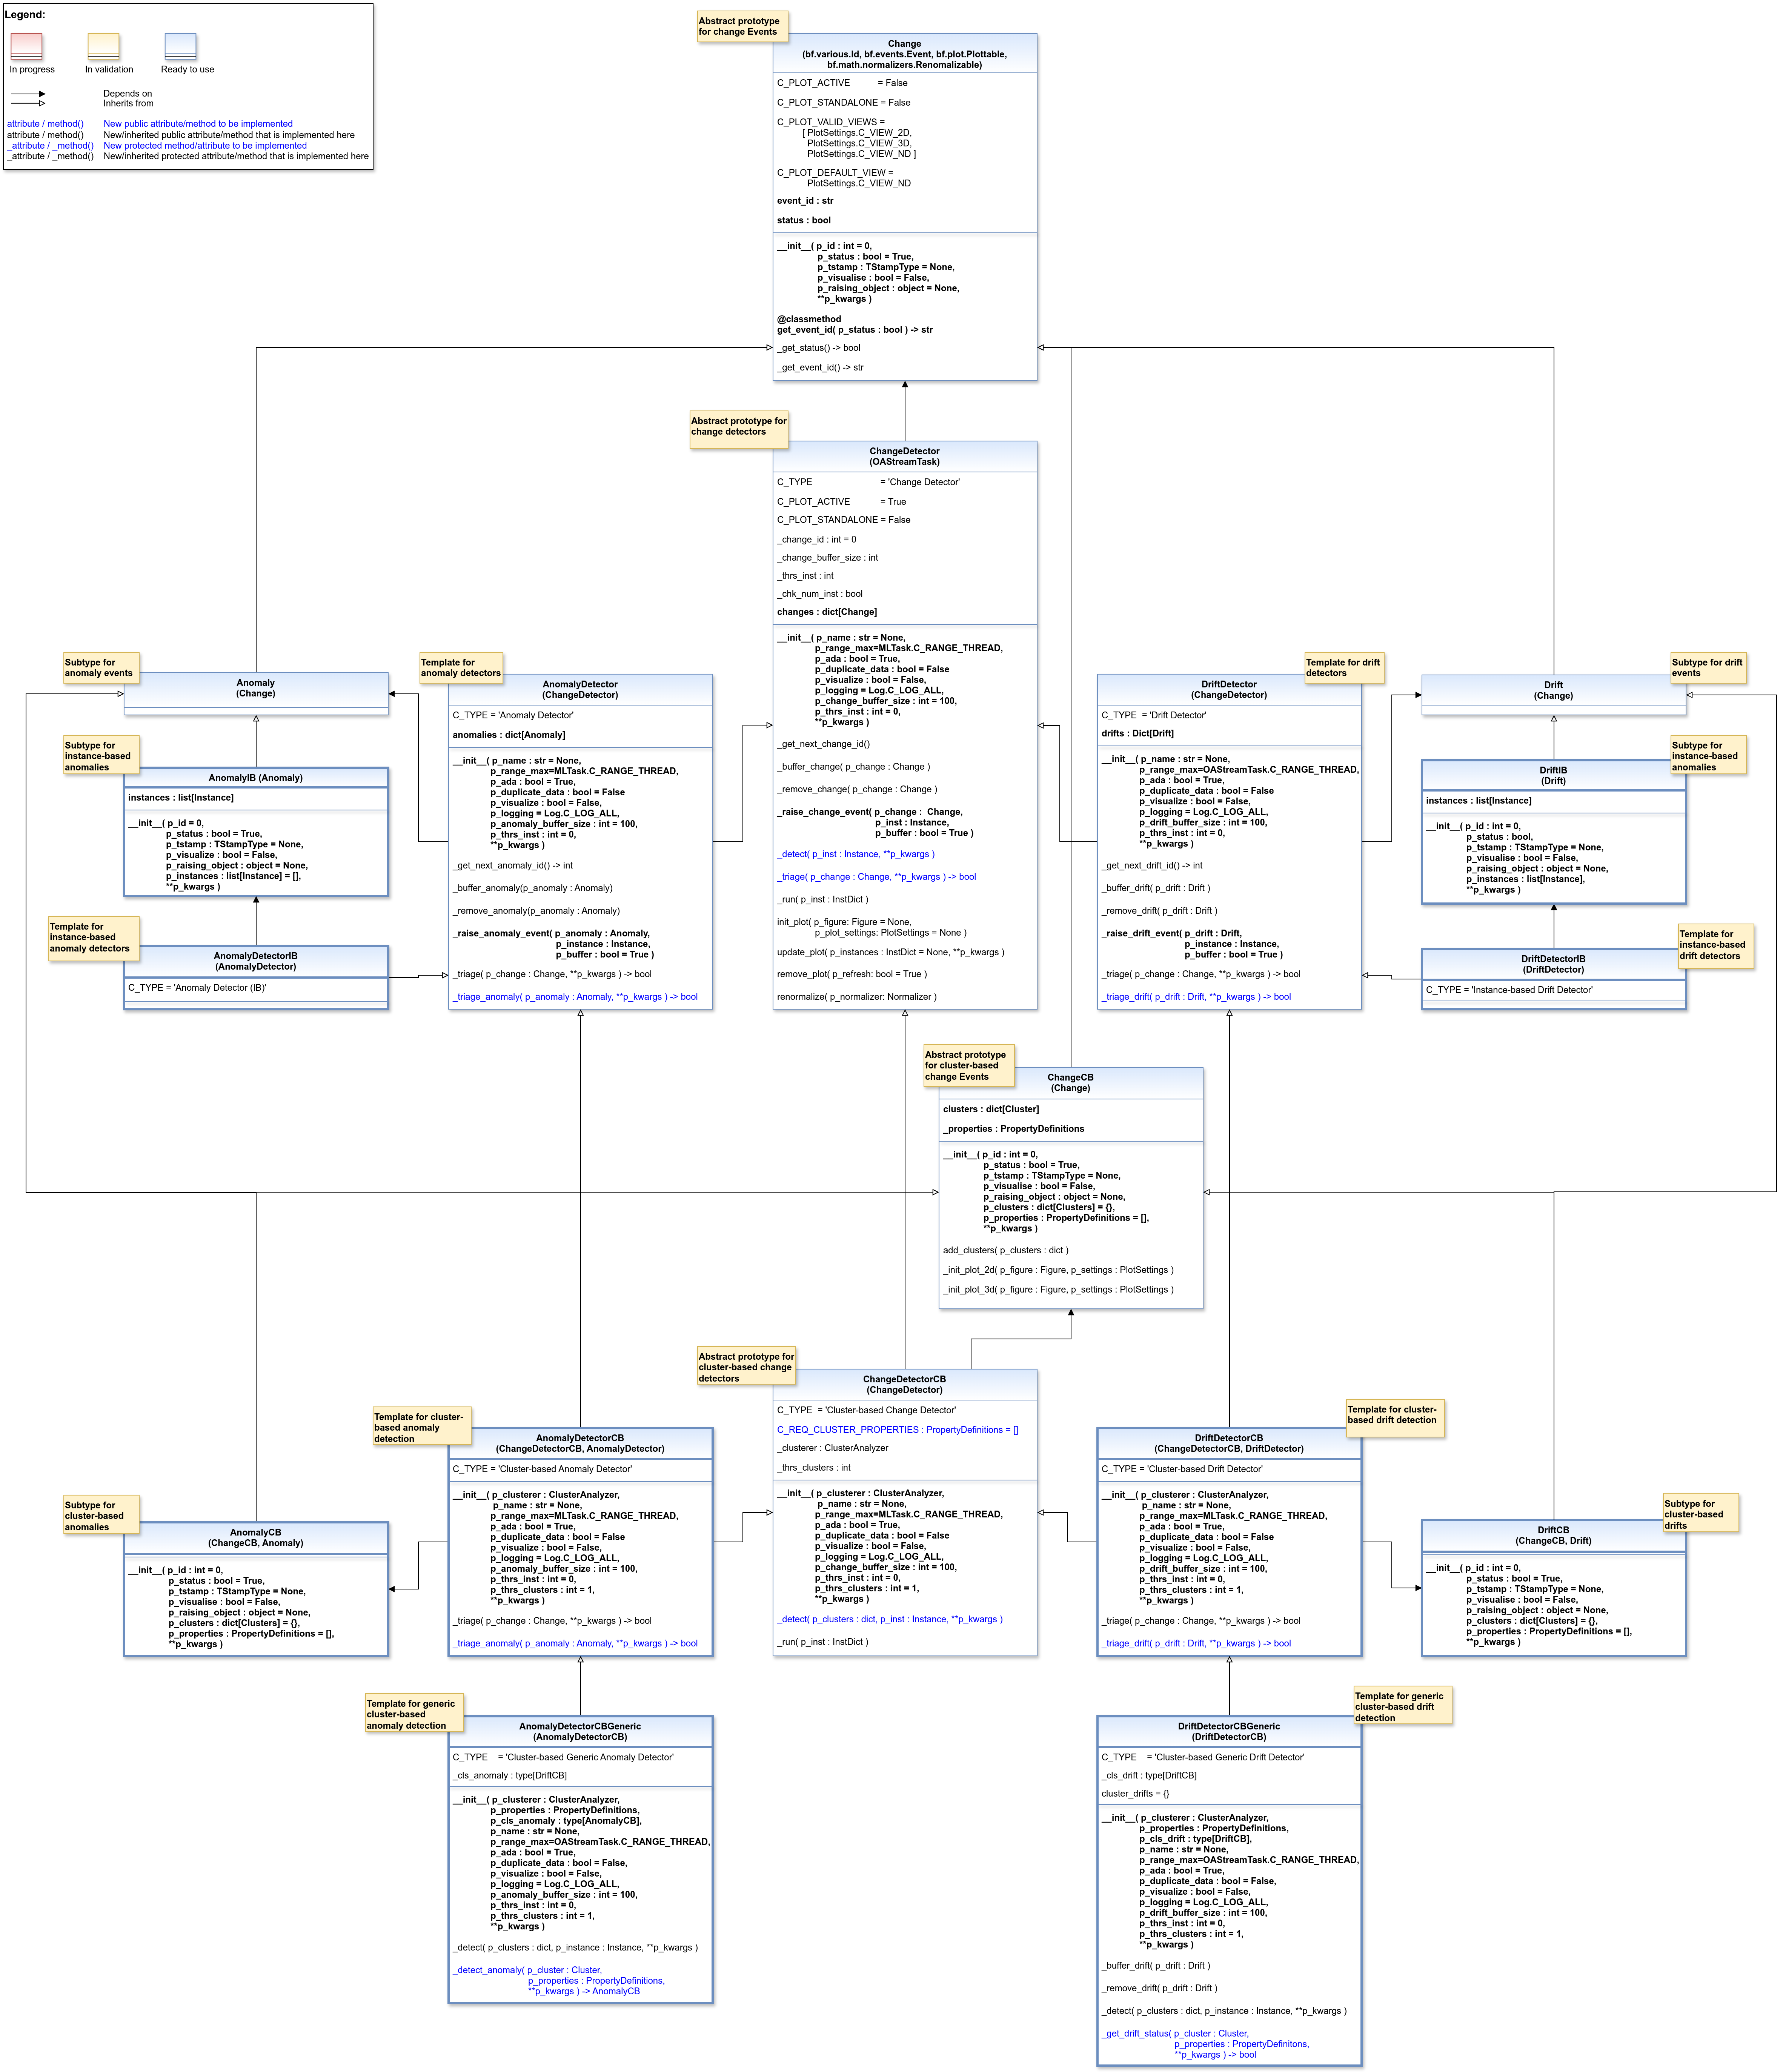 Legend:
In progress
In validation
Ready to use
Depends on
Inherits from
attribute / method() New public attribute/method to be implemented
attribute / method() New/inherited public attribute/method that is implemented here
_attribute / _method() New protected method/attribute to be implemented
_attribute / _method() New/inherited protected attribute/method that is implemented here
Abstract prototype
for change Events
Change
(bf.various.Id, bf.events.Event, bf.plot.Plottable,
bf.math.normalizers.Renomalizable)
C_PLOT_ACTIVE = False
C_PLOT_STANDALONE = False
C_PLOT_VALID_VIEWS =
[ PlotSettings.C_VIEW_2D,
PlotSettings.C_VIEW_3D,
PlotSettings.C_VIEW_ND ]
C_PLOT_DEFAULT_VIEW =
PlotSettings.C_VIEW_ND
event_id : str
status : bool
__init__( p_id : int = 0,
p_status : bool = True,
p_tstamp : TStampType = None,
p_visualise : bool = False,
p_raising_object : object = None,
**p_kwargs )
@classmethod
get_event_id( p_status : bool ) -> str
_get_status() -> bool
_get_event_id() -> str
Abstract prototype for
change detectors
ChangeDetector
(OAStreamTask)
C_TYPE = 'Change Detector'
C_PLOT_ACTIVE = True
C_PLOT_STANDALONE = False
_change_id : int = 0
_change_buffer_size : int
_thrs_inst : int
_chk_num_inst : bool
changes : dict[Change]
__init__( p_name : str = None,
p_range_max=MLTask.C_RANGE_THREAD,
p_ada : bool = True,
p_duplicate_data : bool = False
p_visualize : bool = False,
p_logging = Log.C_LOG_ALL,
p_change_buffer_size : int = 100,
p_thrs_inst : int = 0,
**p_kwargs )
_get_next_change_id()
_buffer_change( p_change : Change )
_remove_change( p_change : Change )
_raise_change_event( p_change : Change,
p_inst : Instance,
p_buffer : bool = True )
_detect( p_inst : Instance, **p_kwargs )
_triage( p_change : Change, **p_kwargs ) -> bool
_run( p_inst : InstDict )
init_plot( p_figure: Figure = None,
p_plot_settings: PlotSettings = None )
update_plot( p_instances : InstDict = None, **p_kwargs )
remove_plot( p_refresh: bool = True )
renormalize( p_normalizer: Normalizer )
Subtype for
anomaly events
Anomaly
(Change)
Template for
anomaly detectors
AnomalyDetector
(ChangeDetector)
C_TYPE = 'Anomaly Detector'
anomalies : dict[Anomaly]
__init__( p_name : str = None,
p_range_max=MLTask.C_RANGE_THREAD,
p_ada : bool = True,
p_duplicate_data : bool = False
p_visualize : bool = False,
p_logging = Log.C_LOG_ALL,
p_anomaly_buffer_size : int = 100,
p_thrs_inst : int = 0,
**p_kwargs )
_get_next_anomaly_id() -> int
_buffer_anomaly(p_anomaly : Anomaly)
_remove_anomaly(p_anomaly : Anomaly)
_raise_anomaly_event( p_anomaly : Anomaly,
p_instance : Instance,
p_buffer : bool = True )
_triage( p_change : Change, **p_kwargs ) -> bool
_triage_anomaly( p_anomaly : Anomaly, **p_kwargs ) -> bool
Template for drift
detectors
DriftDetector
(ChangeDetector)
C_TYPE = 'Drift Detector'
drifts : Dict[Drift]
__init__( p_name : str = None,
p_range_max=OAStreamTask.C_RANGE_THREAD,
p_ada : bool = True,
p_duplicate_data : bool = False
p_visualize : bool = False,
p_logging = Log.C_LOG_ALL,
p_drift_buffer_size : int = 100,
p_thrs_inst : int = 0,
**p_kwargs )
_get_next_drift_id() -> int
_buffer_drift( p_drift : Drift )
_remove_drift( p_drift : Drift )
_raise_drift_event( p_drift : Drift,
p_instance : Instance,
p_buffer : bool = True )
_triage( p_change : Change, **p_kwargs ) -> bool
_triage_drift( p_drift : Drift, **p_kwargs ) -> bool
Subtype for drift
events
Drift
(Change)
Subtype for
instance-based
anomalies
AnomalyIB (Anomaly)
instances : list[Instance]
__init__( p_id = 0,
p_status : bool = True,
p_tstamp : TStampType = None,
p_visualize : bool = False,
p_raising_object : object = None,
p_instances : list[Instance] = [],
**p_kwargs )
Template for
instance-based
anomaly detectors
AnomalyDetectorIB
(AnomalyDetector)
C_TYPE = 'Anomaly Detector (IB)'
Subtype for
instance-based
anomalies
DriftIB
(Drift)
instances : list[Instance]
__init__( p_id : int = 0,
p_status : bool,
p_tstamp : TStampType = None,
p_visualise : bool = False,
p_raising_object : object = None,
p_instances : list[Instance],
**p_kwargs )
Template for
instance-based
drift detectors
DriftDetectorIB
(DriftDetector)
C_TYPE = 'Instance-based Drift Detector'
Abstract prototype
for cluster-based
change Events
ChangeCB
(Change)
clusters : dict[Cluster]
_properties : PropertyDefinitions
__init__( p_id : int = 0,
p_status : bool = True,
p_tstamp : TStampType = None,
p_visualise : bool = False,
p_raising_object : object = None,
p_clusters : dict[Clusters] = {},
p_properties : PropertyDefinitions = [],
**p_kwargs )
add_clusters( p_clusters : dict )
_init_plot_2d( p_figure : Figure, p_settings : PlotSettings )
_init_plot_3d( p_figure : Figure, p_settings : PlotSettings )
Abstract prototype for
cluster-based change
detectors
ChangeDetectorCB
(ChangeDetector)
C_TYPE = 'Cluster-based Change Detector'
C_REQ_CLUSTER_PROPERTIES : PropertyDefinitions = []
_clusterer : ClusterAnalyzer
_thrs_clusters : int
__init__( p_clusterer : ClusterAnalyzer,
p_name : str = None,
p_range_max=MLTask.C_RANGE_THREAD,
p_ada : bool = True,
p_duplicate_data : bool = False
p_visualize : bool = False,
p_logging = Log.C_LOG_ALL,
p_change_buffer_size : int = 100,
p_thrs_inst : int = 0,
p_thrs_clusters : int = 1,
**p_kwargs )
_detect( p_clusters : dict, p_inst : Instance, **p_kwargs )
_run( p_inst : InstDict )
Template for cluster-
based anomaly
detection
AnomalyDetectorCB
(ChangeDetectorCB, AnomalyDetector)
C_TYPE = 'Cluster-based Anomaly Detector'
__init__( p_clusterer : ClusterAnalyzer,
p_name : str = None,
p_range_max=MLTask.C_RANGE_THREAD,
p_ada : bool = True,
p_duplicate_data : bool = False
p_visualize : bool = False,
p_logging = Log.C_LOG_ALL,
p_anomaly_buffer_size : int = 100,
p_thrs_inst : int = 0,
p_thrs_clusters : int = 1,
**p_kwargs )
_triage( p_change : Change, **p_kwargs ) -> bool
_triage_anomaly( p_anomaly : Anomaly, **p_kwargs ) -> bool
Template for cluster-
based drift detection
DriftDetectorCB
(ChangeDetectorCB, DriftDetector)
C_TYPE = 'Cluster-based Drift Detector'
__init__( p_clusterer : ClusterAnalyzer,
p_name : str = None,
p_range_max=MLTask.C_RANGE_THREAD,
p_ada : bool = True,
p_duplicate_data : bool = False
p_visualize : bool = False,
p_logging = Log.C_LOG_ALL,
p_drift_buffer_size : int = 100,
p_thrs_inst : int = 0,
p_thrs_clusters : int = 1,
**p_kwargs )
_triage( p_change : Change, **p_kwargs ) -> bool
_triage_drift( p_drift : Drift, **p_kwargs ) -> bool
Subtype for
cluster-based
anomalies
AnomalyCB
(ChangeCB, Anomaly)
__init__( p_id : int = 0,
p_status : bool = True,
p_tstamp : TStampType = None,
p_visualise : bool = False,
p_raising_object : object = None,
p_clusters : dict[Clusters] = {},
p_properties : PropertyDefinitions = [],
**p_kwargs )
Subtype for
cluster-based
drifts
DriftCB
(ChangeCB, Drift)
__init__( p_id : int = 0,
p_status : bool = True,
p_tstamp : TStampType = None,
p_visualise : bool = False,
p_raising_object : object = None,
p_clusters : dict[Clusters] = {},
p_properties : PropertyDefinitions = [],
**p_kwargs )
Template for generic
cluster-based
anomaly detection
AnomalyDetectorCBGeneric
(AnomalyDetectorCB)
C_TYPE = 'Cluster-based Generic Anomaly Detector'
_cls_anomaly : type[DriftCB]
__init__( p_clusterer : ClusterAnalyzer,
p_properties : PropertyDefinitions,
p_cls_anomaly : type[AnomalyCB],
p_name : str = None,
p_range_max=OAStreamTask.C_RANGE_THREAD,
p_ada : bool = True,
p_duplicate_data : bool = False,
p_visualize : bool = False,
p_logging = Log.C_LOG_ALL,
p_anomaly_buffer_size : int = 100,
p_thrs_inst : int = 0,
p_thrs_clusters : int = 1,
**p_kwargs )
_detect( p_clusters : dict, p_instance : Instance, **p_kwargs )
_detect_anomaly( p_cluster : Cluster,
p_properties : PropertyDefinitions,
**p_kwargs ) -> AnomalyCB
Template for generic
cluster-based drift
detection
DriftDetectorCBGeneric
(DriftDetectorCB)
C_TYPE = 'Cluster-based Generic Drift Detector'
_cls_drift : type[DriftCB]
cluster_drifts = {}
__init__( p_clusterer : ClusterAnalyzer,
p_properties : PropertyDefinitions,
p_cls_drift : type[DriftCB],
p_name : str = None,
p_range_max=OAStreamTask.C_RANGE_THREAD,
p_ada : bool = True,
p_duplicate_data : bool = False,
p_visualize : bool = False,
p_logging = Log.C_LOG_ALL,
p_drift_buffer_size : int = 100,
p_thrs_inst : int = 0,
p_thrs_clusters : int = 1,
**p_kwargs )
_buffer_drift( p_drift : Drift )
_remove_drift( p_drift : Drift )
_detect( p_clusters : dict, p_instance : Instance, **p_kwargs )
_get_drift_status( p_cluster : Cluster,
p_properties : PropertyDefinitons,
**p_kwargs ) -> bool